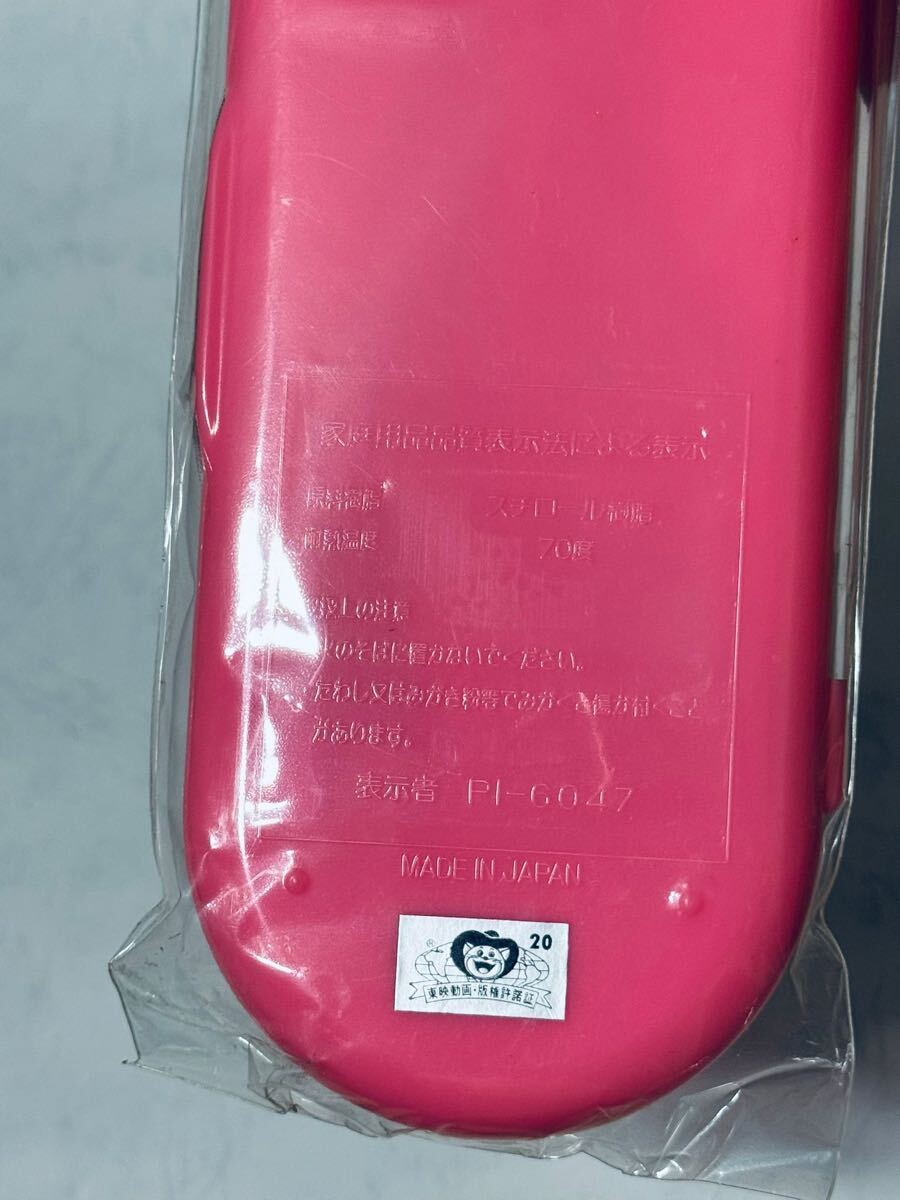 家庭用品品質表示法による表示
原料樹脂 スチロール樹脂
耐熱温度 70度
取扱上の注意
火のそばに置かないでください。
たわし又はみがき粉等でみがくと傷が付くこと
があります。
表示者 PI-G047
MADE IN JAPAN
® 20
東映動画・版権許諾証